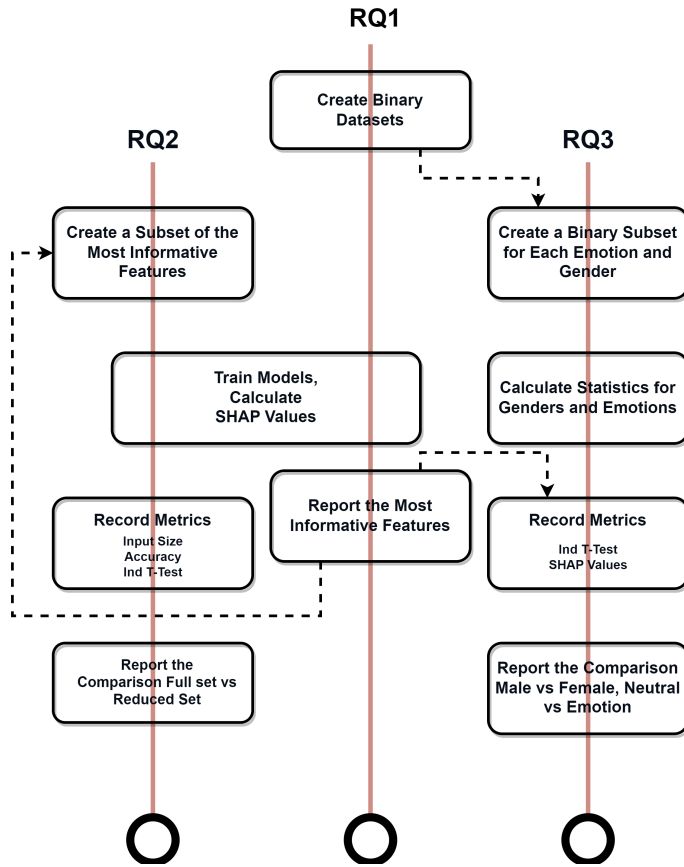 RQ1
Create Binary
Datasets
RQ2
RQ3
Create a Subset of the
Most Informative
Features
Create a Binary Subset
for Each Emotion and
Gender
Train Models,
Calculate
SHAP Values
Calculate Statistics for
Genders and Emotions
Report the Most
Informative Features
Record Metrics
Input Size
Accuracy
Ind T-Test
Record Metrics
Ind T-Test
SHAP Values
Report the
Comparison Full set vs
Reduced Set
Report the Comparison
Male vs Female, Neutral
vs Emotion